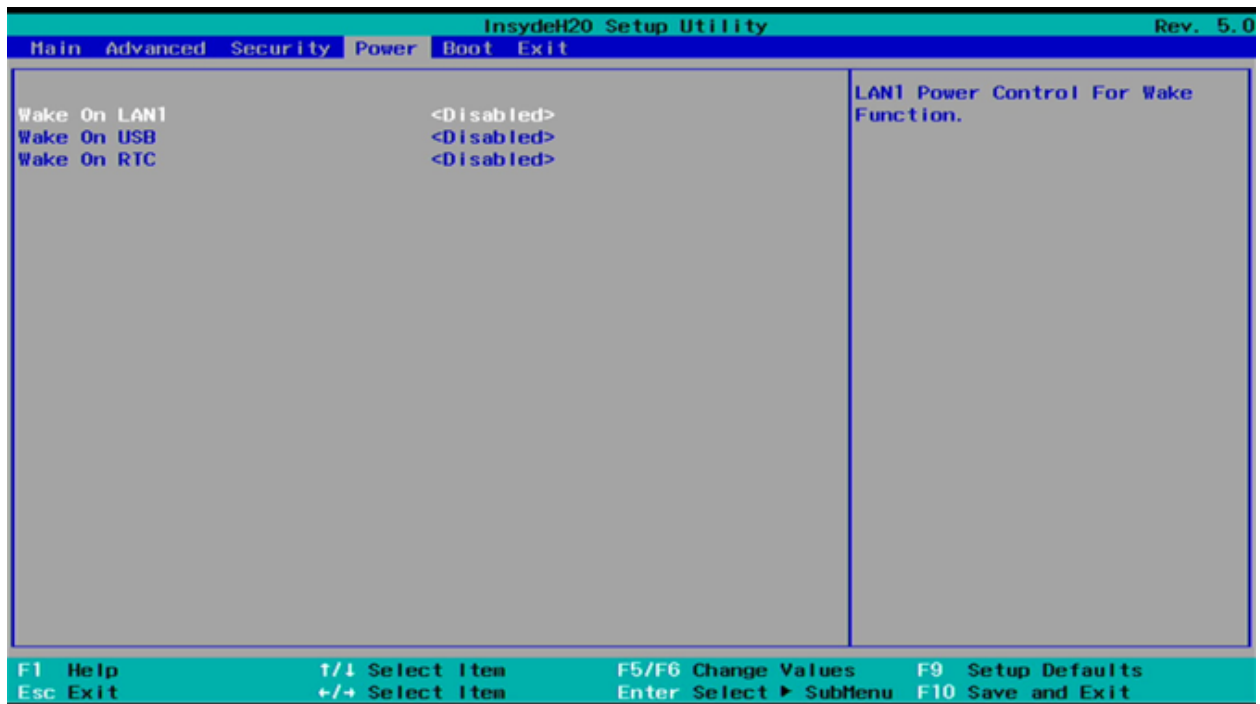 InsydeH20 Setup Utility Rev. 5.0
Main Advanced Security Power Boot Exit
LAN1 Power Control For Wake
Wake On LAN1 <Disabled> Function.
Wake On USB <Disabled>
Wake On RTC <Disabled>
F1 Help ↑/↓ Select Item F5/F6 Change Values F9 Setup Defaults
Esc Exit ←/→ Select Item Enter Select ► SubMenu F10 Save and Exit